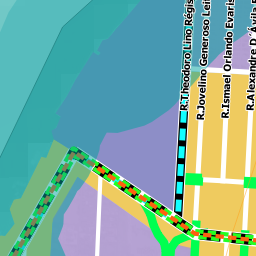 R.Theodoro Lino Régis
R.Jovelino Generoso Lei
R.Ismael Orlando Evaris
R.Alexandre D´Ávila